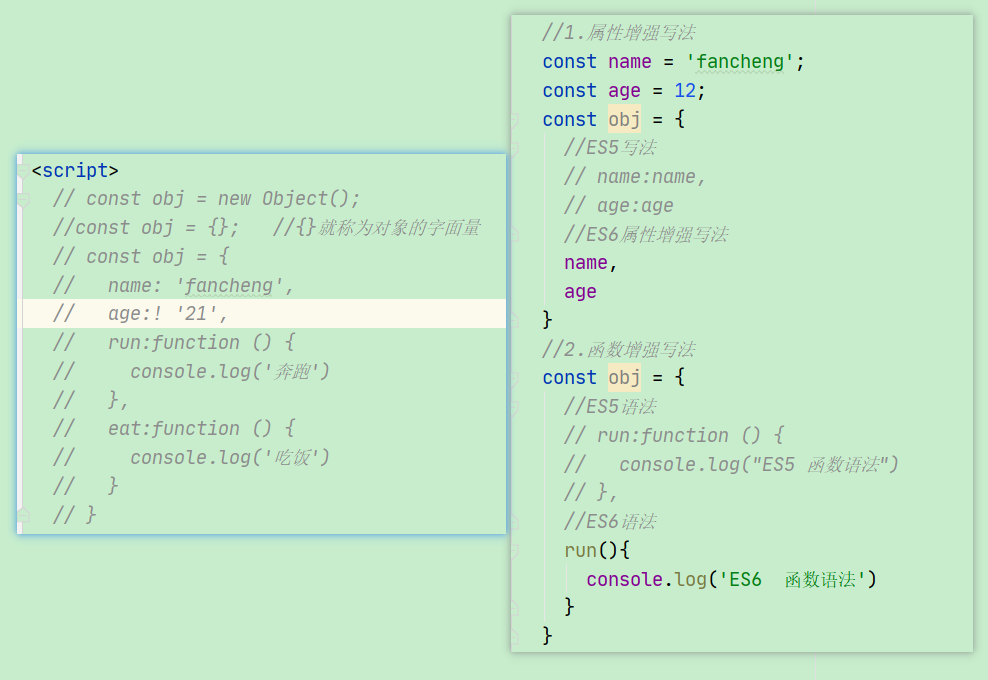 <script>
// const obj = new Object();
//const obj = {};   //{}就称为对象的字面量
// const obj = {
//   name: 'fancheng',
//   age:! '21',
//   run:function () {
//     console.log('奔跑')
//   },
//   eat:function () {
//     console.log('吃饭')
//   }
// }
//1.属性增强写法
const name = 'fancheng';
const age = 12;
const obj = {
//ES5写法
// name:name,
// age:age
//ES6属性增强写法
name,
age
}
//2.函数增强写法
const obj = {
//ES5语法
// run:function () {
//   console.log("ES5 函数语法")
// },
//ES6语法
run(){
console.log('ES6  函数语法')
}
}